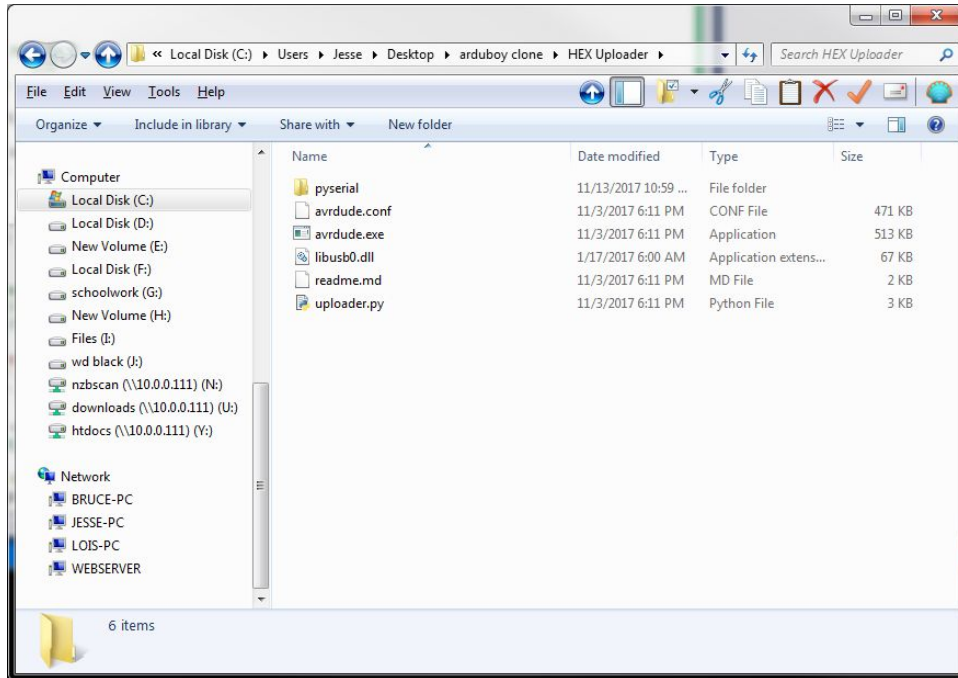 « Local Disk (C:) ▸ Users ▸ Jesse ▸ Desktop ▸ arduboy clone ▸ HEX Uploader ▸ Search HEX Uploader
File Edit View Tools Help
Organize ▾ Include in library ▾ Share with ▾ New folder
Computer
Local Disk (C:)
Local Disk (D:)
New Volume (E:)
Local Disk (F:)
schoolwork (G:)
New Volume (H:)
Files (I:)
wd black (J:)
nzbscan (\\10.0.0.111) (N:)
downloads (\\10.0.0.111) (U:)
htdocs (\\10.0.0.111) (Y:)
Network
BRUCE-PC
JESSE-PC
LOIS-PC
WEBSERVER
Name Date modified Type Size
pyserial 11/13/2017 10:59 ... File folder
avrdude.conf 11/3/2017 6:11 PM CONF File 471 KB
avrdude.exe 11/3/2017 6:11 PM Application 513 KB
libusb0.dll 1/17/2017 6:00 AM Application extens... 67 KB
readme.md 11/3/2017 6:11 PM MD File 2 KB
uploader.py 11/3/2017 6:11 PM Python File 3 KB
6 items